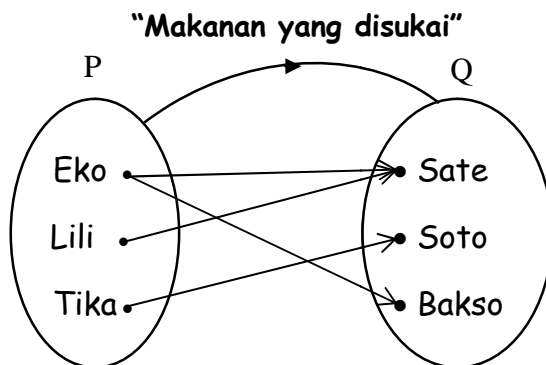 “Makanan yang disukai”
P Q
Eko Sate
Lili Soto
Tika Bakso